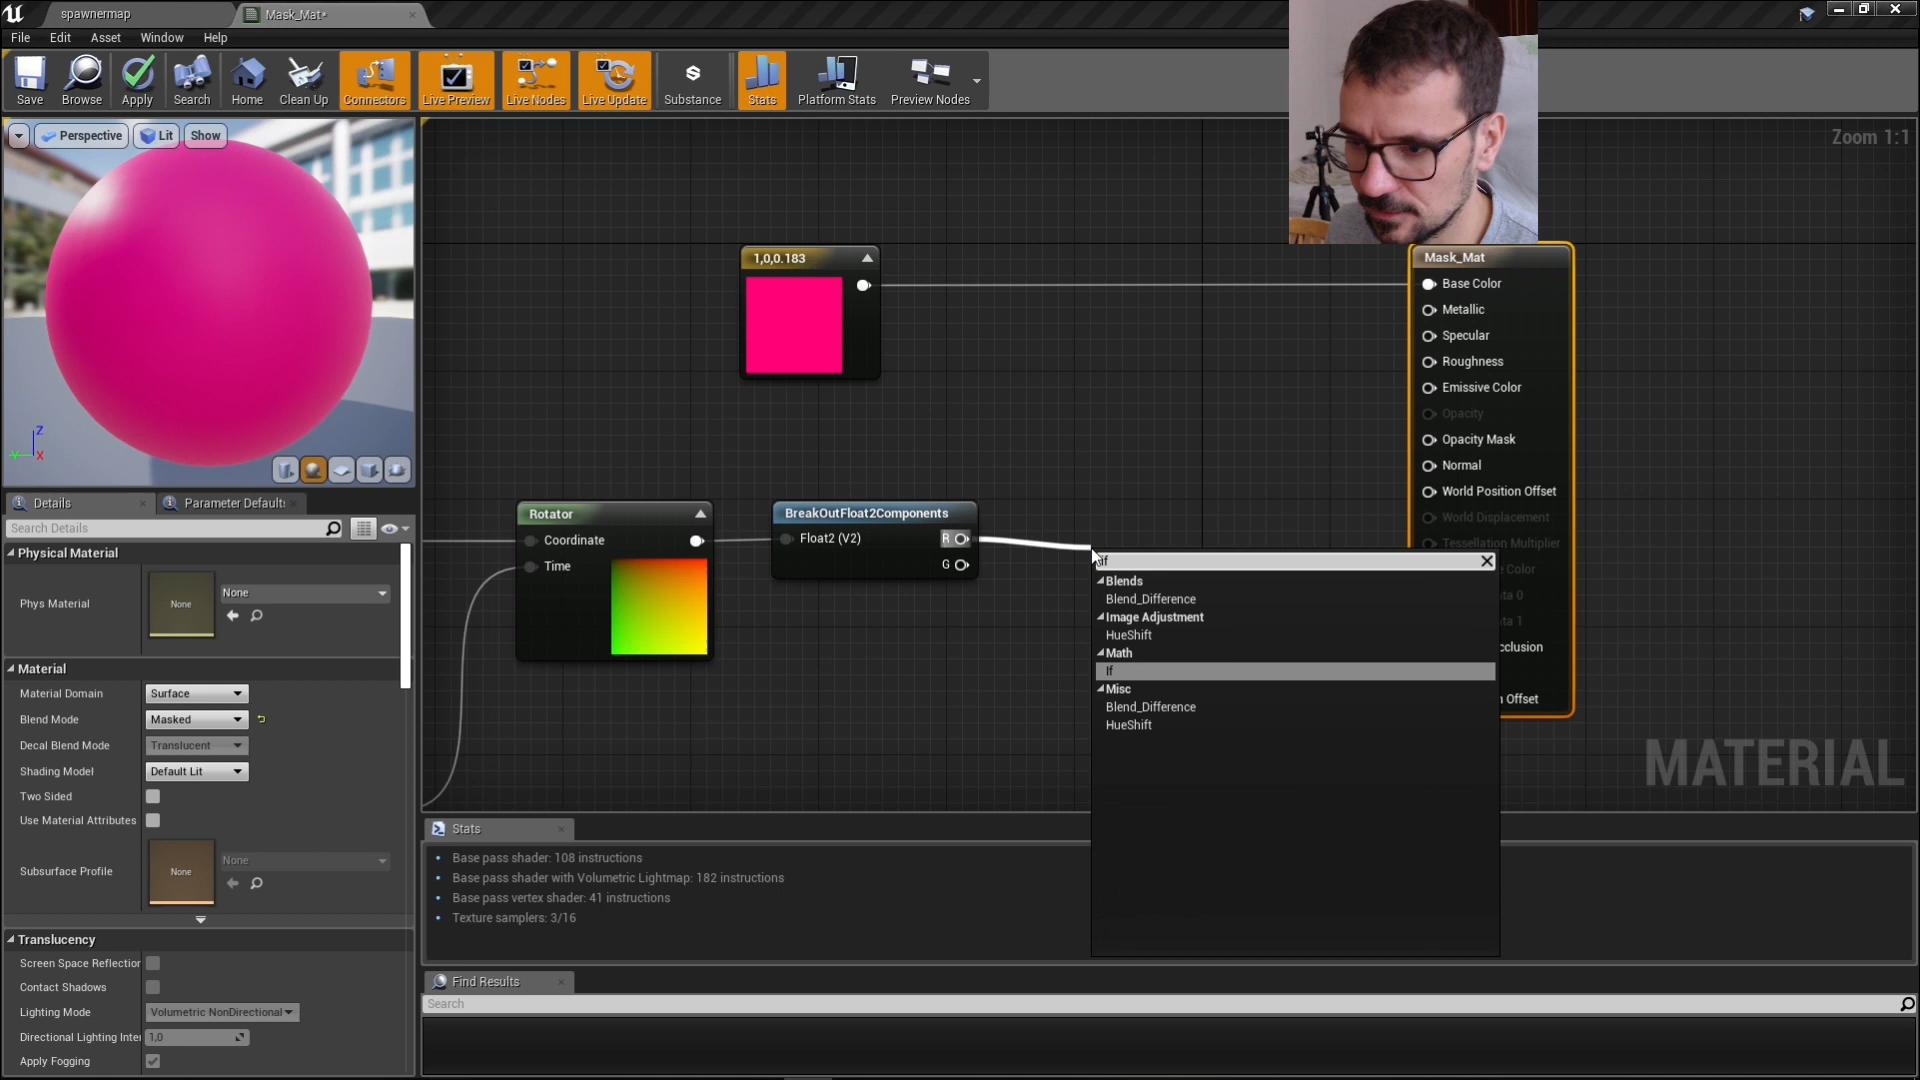 spawnermap
Mask_Mat*
File Edit Asset Window Help
Save Browse Apply Search Home Clean Up Connectors Live Preview Live Nodes Live Update Substance Stats Platform Stats Preview Nodes
Perspective Lit Show
Zoom 1:1
1,0,0.183
Mask_Mat
Base Color
Metallic
Specular
Roughness
Emissive Color
Opacity
Opacity Mask
Normal
World Position Offset
World Displacement
Tessellation Multiplier
e Color
ta 0
ta 1
cclusion
n Offset
Z
Y
X
Rotator
Coordinate
Time
BreakOutFloat2Components
Float2 (V2) R
G
if
Blends
Blend_Difference
Image Adjustment
HueShift
Math
If
Misc
Blend_Difference
HueShift
MATERIAL
Details
Parameter Default
Search Details
Physical Material
Phys Material None None
Material
Material Domain Surface
Blend Mode Masked
Decal Blend Mode Translucent
Shading Model Default Lit
Two Sided
Use Material Attributes
Subsurface Profile None None
Translucency
Screen Space Reflection
Contact Shadows
Lighting Mode Volumetric NonDirectional
Directional Lighting Inte 1,0
Apply Fogging
Stats
Base pass shader: 108 instructions
Base pass shader with Volumetric Lightmap: 182 instructions
Base pass vertex shader: 41 instructions
Texture samplers: 3/16
Find Results
Search